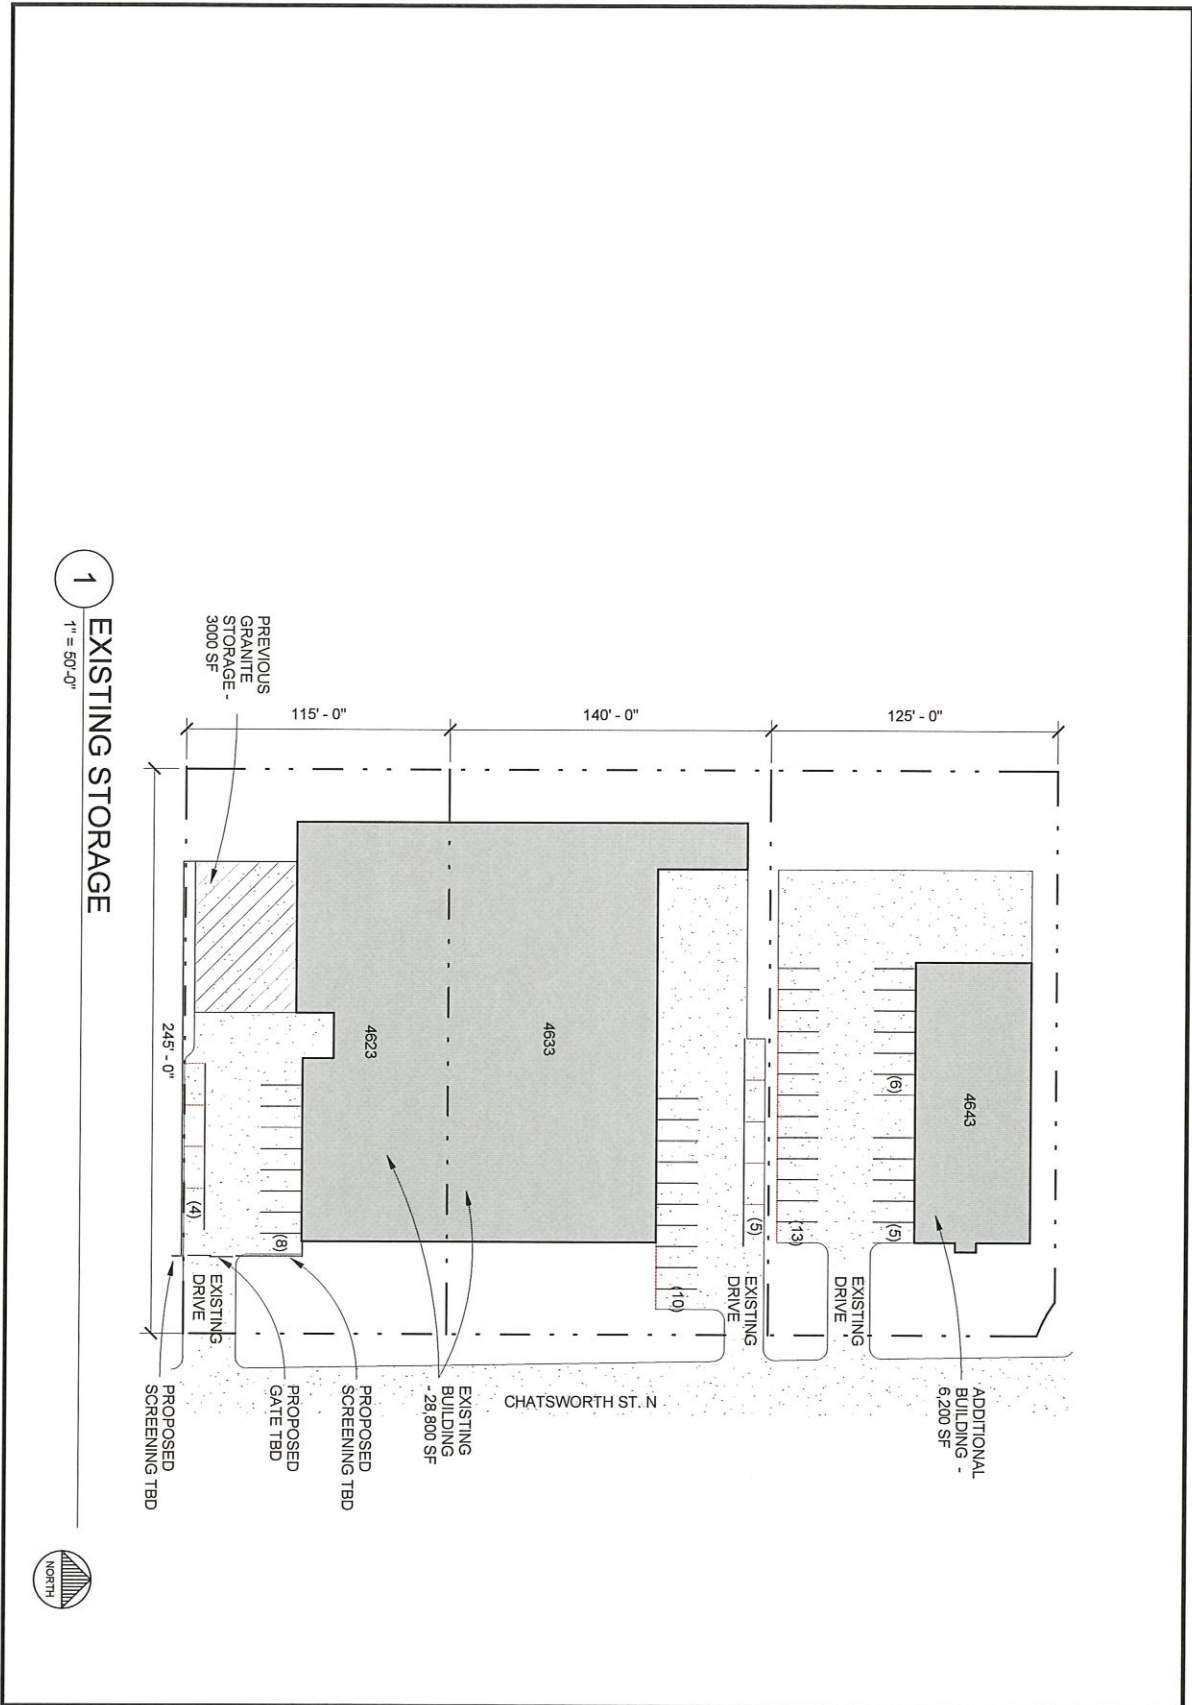 1
EXISTING STORAGE
1" = 50'-0"
PREVIOUS
GRANITE
STORAGE -
3000 SF
115' - 0"
140' - 0"
125' - 0"
245' - 0"
4623
4633
4643
(4)
(8)
(10)
(5)
(13)
(6)
(5)
EXISTING
DRIVE
EXISTING
DRIVE
EXISTING
DRIVE
CHATSWORTH ST. N
PROPOSED
SCREENING TBD
PROPOSED
GATE TBD
PROPOSED
SCREENING TBD
EXISTING
BUILDING
- 28,800 SF
ADDITIONAL
BUILDING -
6,200 SF
NORTH